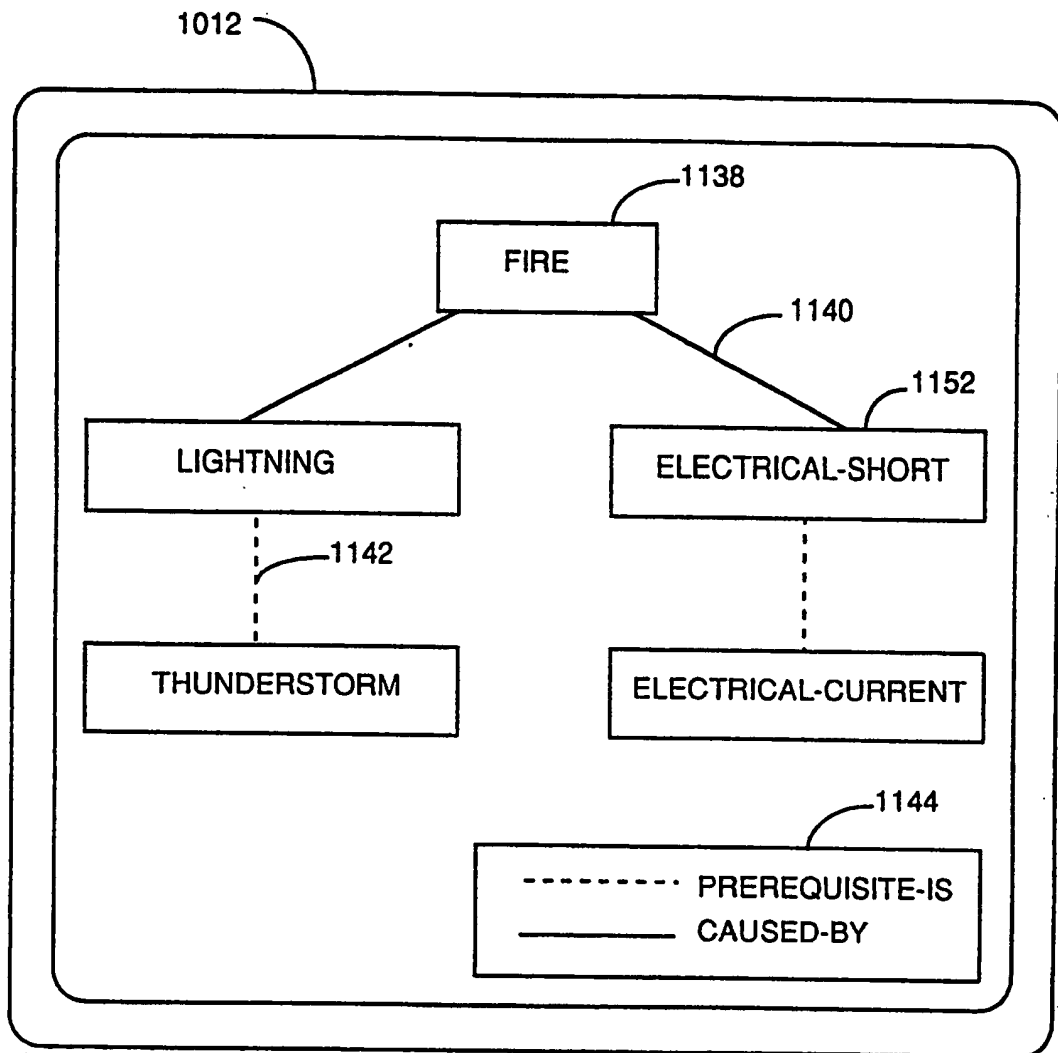 1012
1138
FIRE
1140
1152
LIGHTNING
ELECTRICAL-SHORT
1142
THUNDERSTORM
ELECTRICAL-CURRENT
1144
PREREQUISITE-IS
CAUSED-BY